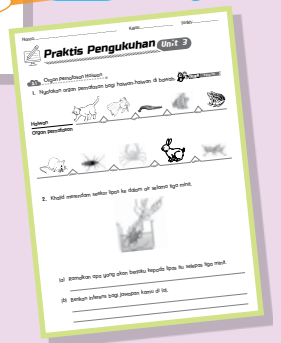 Nama:
Kelas:
Tarikh:
Praktis Pengukuhan Unit 3
Organ Pernafasan Haiwan
1. Nyatakan organ pernafasan bagi haiwan-haiwan di bawah.
Haiwan
Organ pernafasan
2. Khalid merendam seekor lipas ke dalam air selama tiga minit.
(a) Ramalkan apa yang akan berlaku kepada lipas itu selepas tiga minit.
(b) Berikan inferens bagi jawapan kamu di (a).